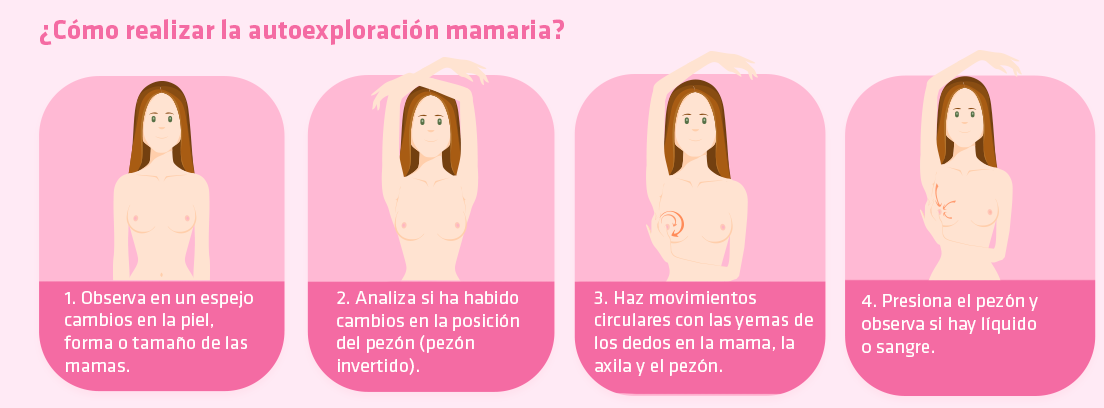 ¿Cómo realizar la autoexploración mamaria?
1. Observa en un espejo
cambios en la piel,
forma o tamaño de las
mamas.
2. Analiza si ha habido
cambios en la posición
del pezón (pezón
invertido).
3. Haz movimientos
circulares con las yemas de
los dedos en la mama, la
axila y el pezón.
4. Presiona el pezón y
observa si hay líquido
o sangre.